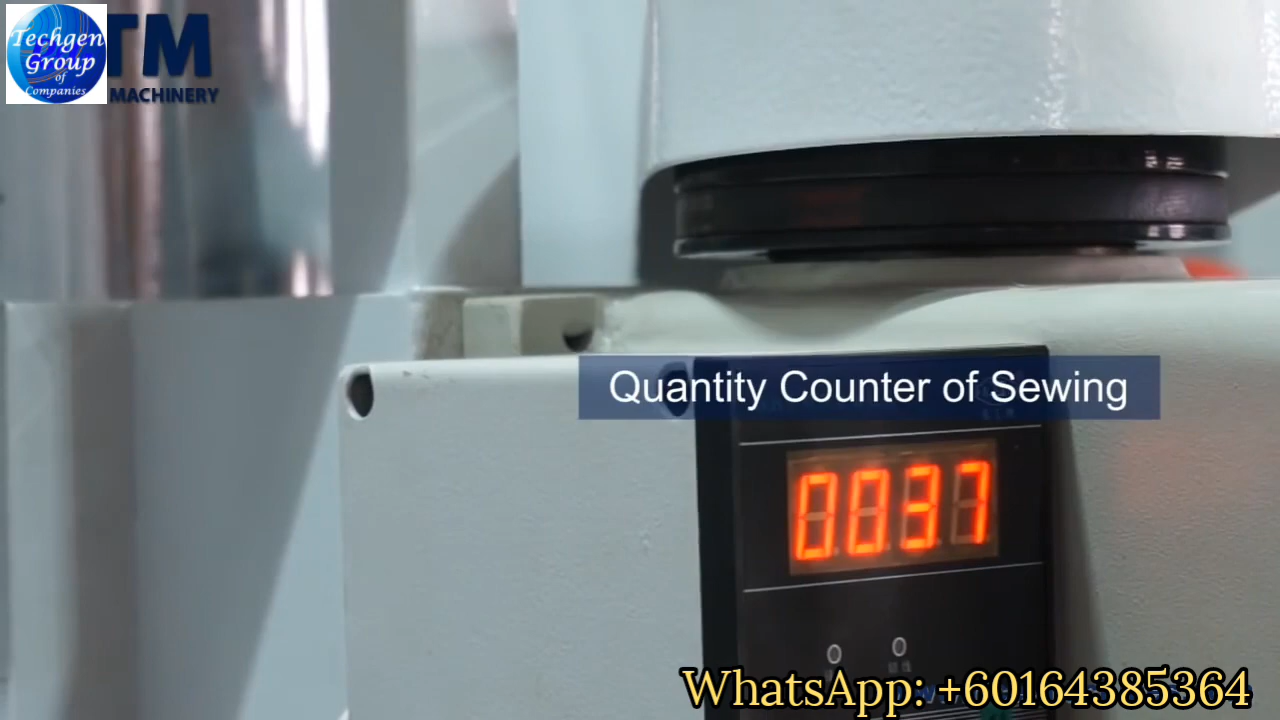 Techgen
Group
of
Companies
TM
MACHINERY
Quantity Counter of Sewing
0037
WhatsApp: +60164385364